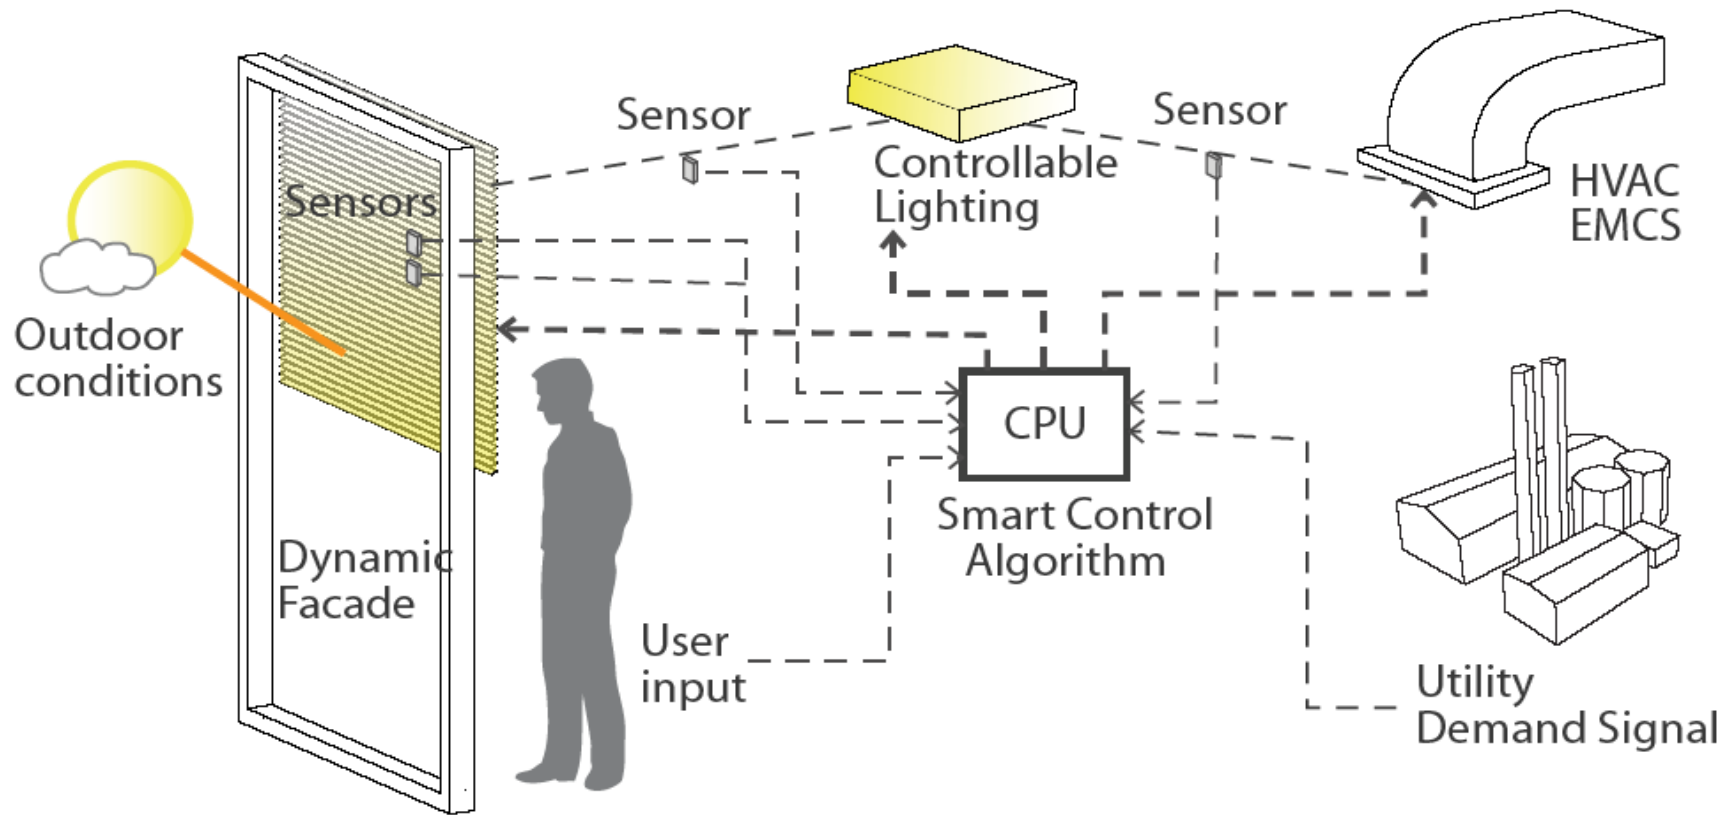 Sensor
Sensor
Controllable
Lighting
HVAC
EMCS
Sensors
Outdoor
conditions
CPU
Smart Control
Algorithm
Dynamic
Facade
User
input
Utility
Demand Signal